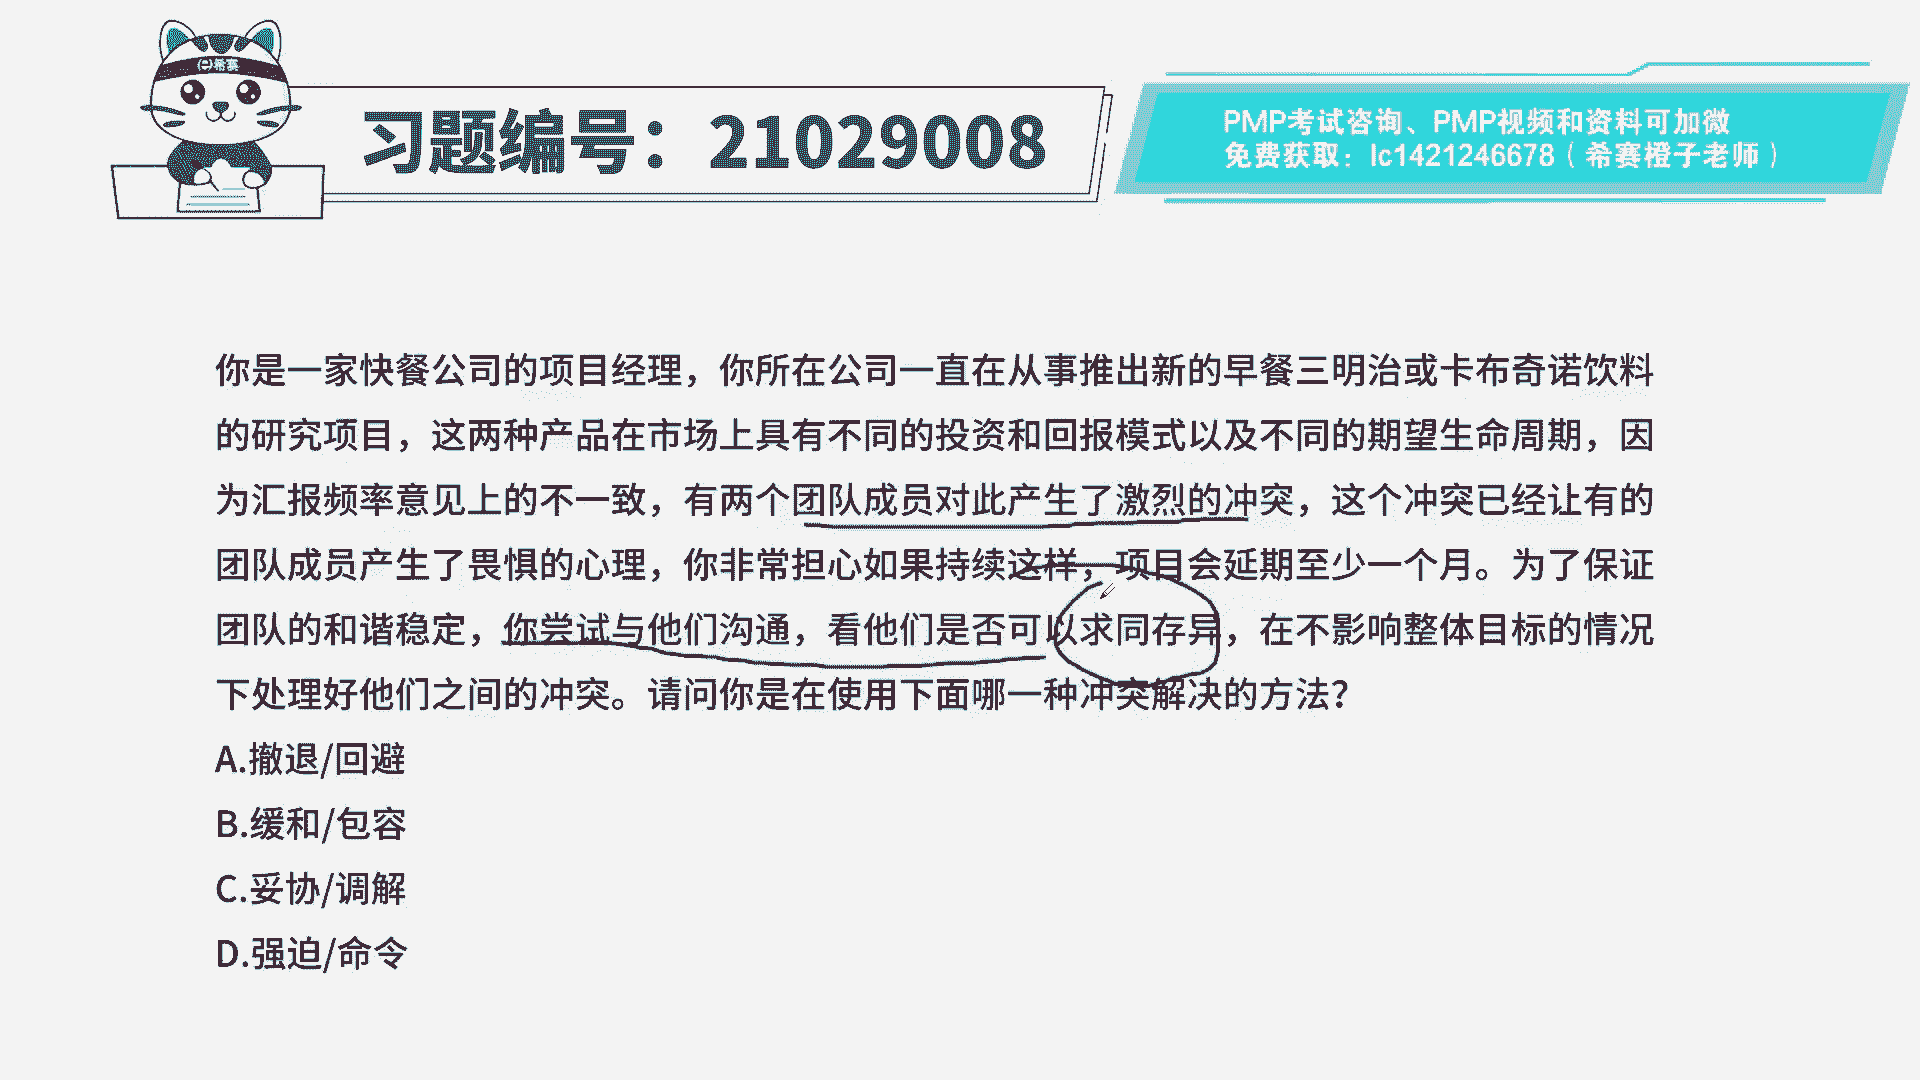 希赛
习题编号：21029008
PMP考试咨询、PMP视频和资料可加微
免费获取：lc1421246678（希赛橙子老师）
你是一家快餐公司的项目经理，你所在公司一直在从事推出新的早餐三明治或卡布奇诺饮料
的研究项目，这两种产品在市场上具有不同的投资和回报模式以及不同的期望生命周期，因
为汇报频率意见上的不一致，有两个团队成员对此产生了激烈的冲突，这个冲突已经让有的
团队成员产生了畏惧的心理，你非常担心如果持续这样，项目会延期至少一个月。为了保证
团队的和谐稳定，你尝试与他们沟通，看他们是否可以求同存异，在不影响整体目标的情况
下处理好他们之间的冲突。请问你是在使用下面哪一种冲突解决的方法？
A.撤退/回避
B.缓和/包容
C.妥协/调解
D.强迫/命令